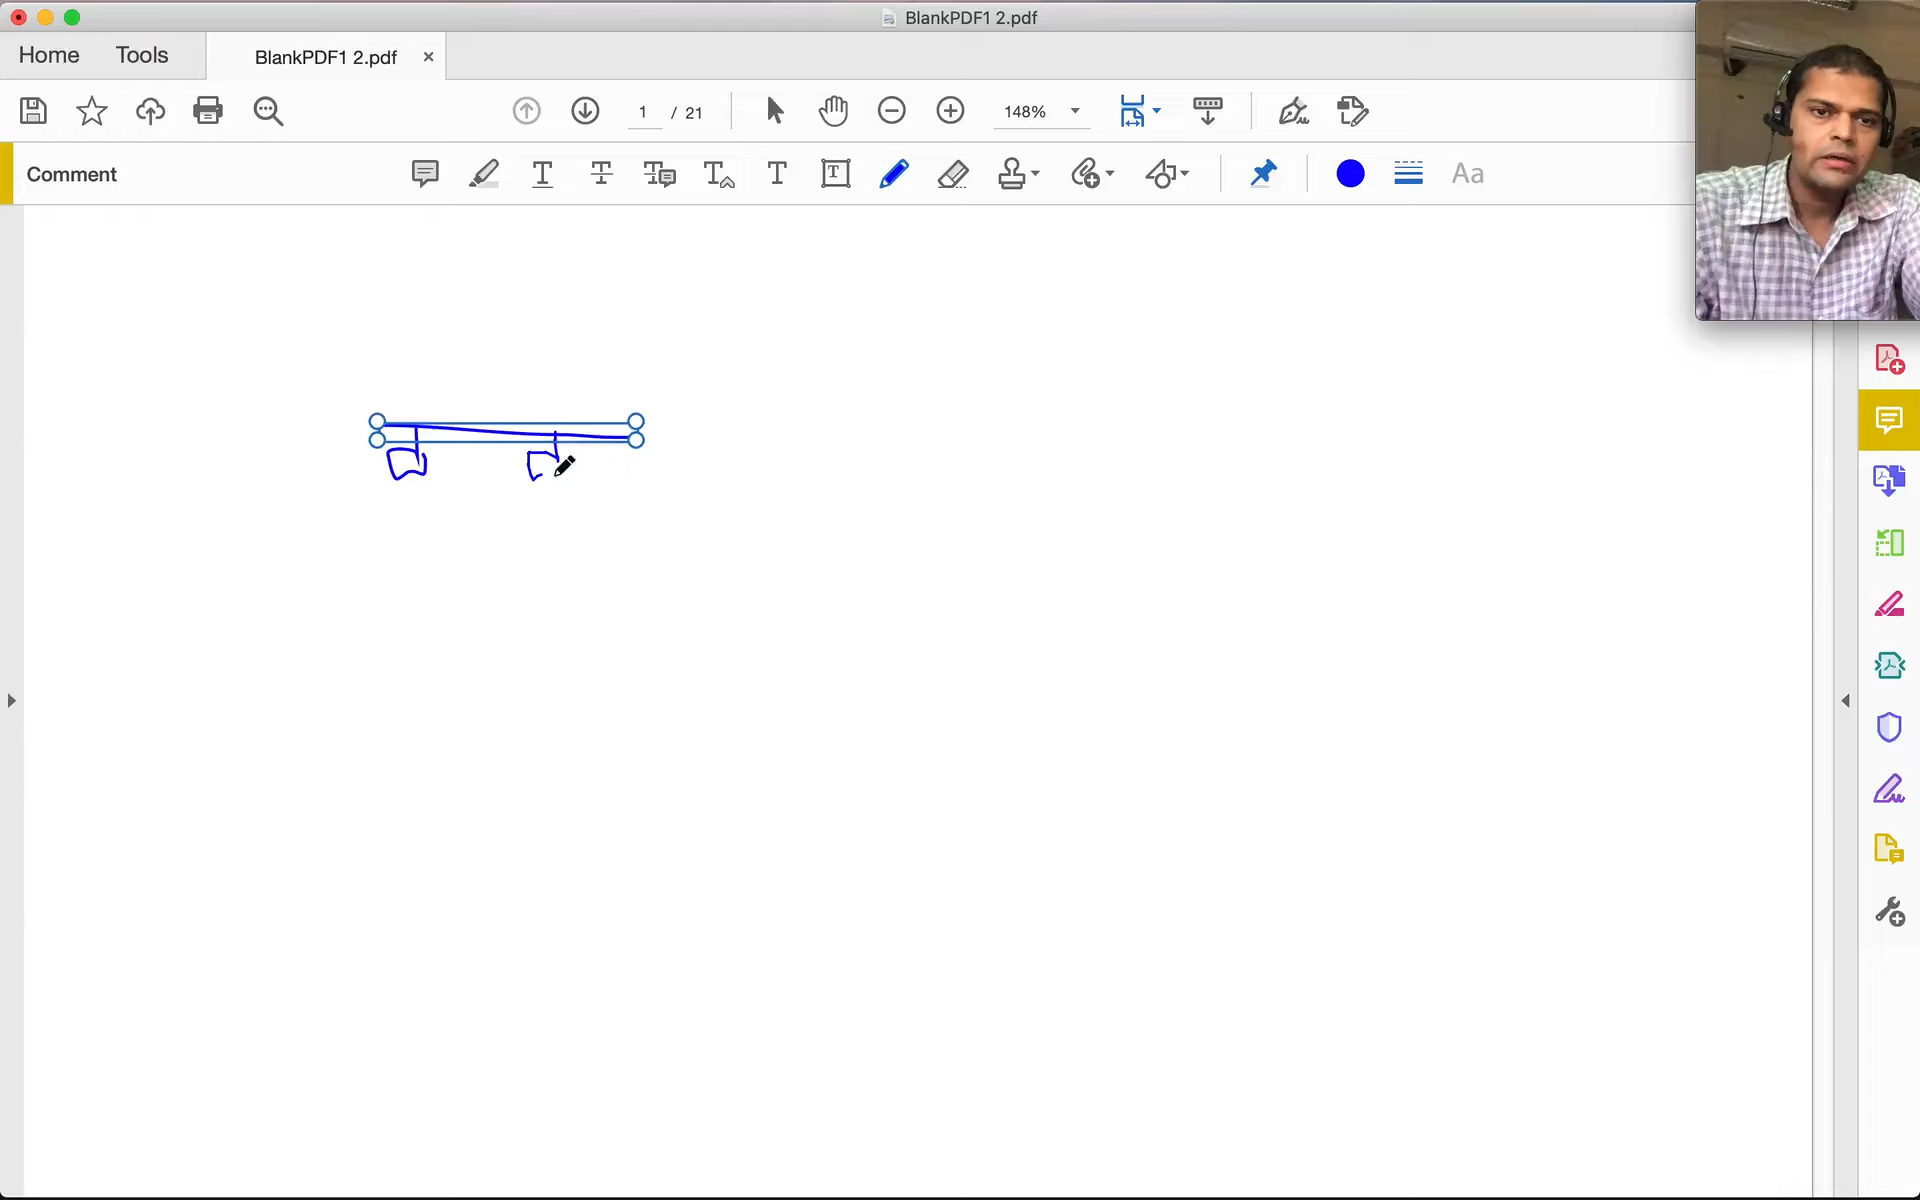 BlankPDF1 2.pdf
Home
Tools
BlankPDF1 2.pdf
1 / 21
148%
Comment
Aa